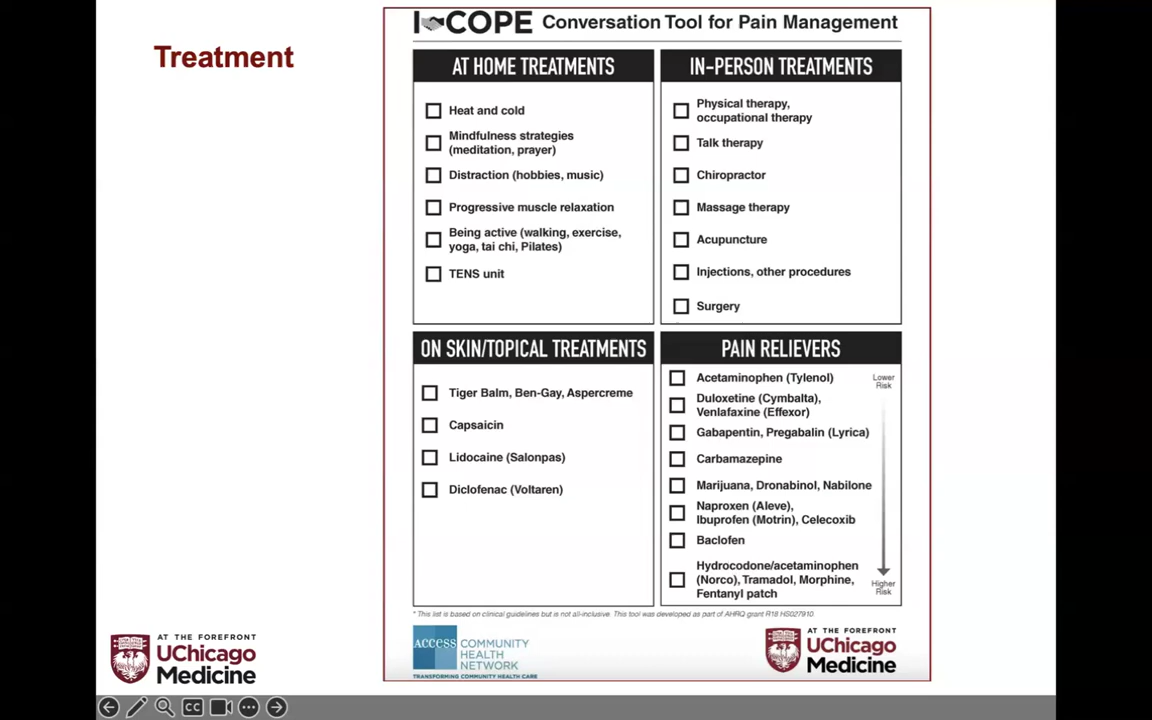 Treatment
I COPE Conversation Tool for Pain Management
AT HOME TREATMENTS
Heat and cold
Mindfulness strategies
(meditation, prayer)
Distraction (hobbies, music)
Progressive muscle relaxation
Being active (walking, exercise,
yoga, tai chi, Pilates)
TENS unit
IN-PERSON TREATMENTS
Physical therapy,
occupational therapy
Talk therapy
Chiropractor
Massage therapy
Acupuncture
Injections, other procedures
Surgery
ON SKIN/TOPICAL TREATMENTS
Tiger Balm, Ben-Gay, Aspercreme
Capsaicin
Lidocaine (Salonpas)
Diclofenac (Voltaren)
PAIN RELIEVERS
Acetaminophen (Tylenol)
Duloxetine (Cymbalta),
Venlafaxine (Effexor)
Gabapentin, Pregabalin (Lyrica)
Carbamazepine
Marijuana, Dronabinol, Nabilone
Naproxen (Aleve),
Ibuprofen (Motrin), Celecoxib
Baclofen
Hydrocodone/acetaminophen
(Norco), Tramadol, Morphine,
Fentanyl patch
Lower
Risk
Higher
Risk
* This list is based on clinical guidelines but is not all-inclusive. This tool was developed as part of AHRQ grant R18 HS027910.
ACCESS COMMUNITY
HEALTH
NETWORK
TRANSFORMING COMMUNITY HEALTH CARE
AT THE FOREFRONT
UChicago
Medicine
AT THE FOREFRONT
UChicago
Medicine
CC